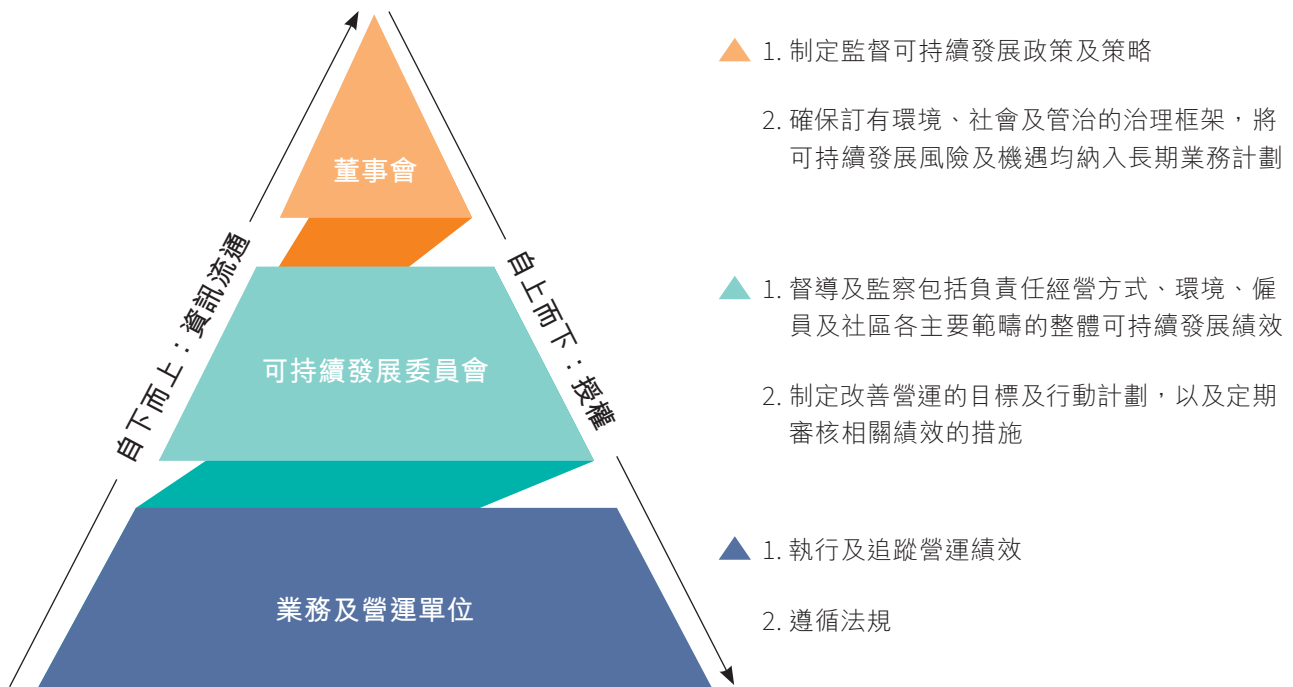 董事會
可持續發展委員會
業務及營運單位
自下而上：資訊流通
自上而下：授權
1. 制定監督可持續發展政策及策略
2. 確保訂有環境、社會及管治的治理框架，將
可持續發展風險及機遇均納入長期業務計劃
1. 督導及監察包括負責任經營方式、環境、僱
員及社區各主要範疇的整體可持續發展績效
2. 制定改善營運的目標及行動計劃，以及定期
審核相關績效的措施
1. 執行及追蹤營運績效
2. 遵循法規